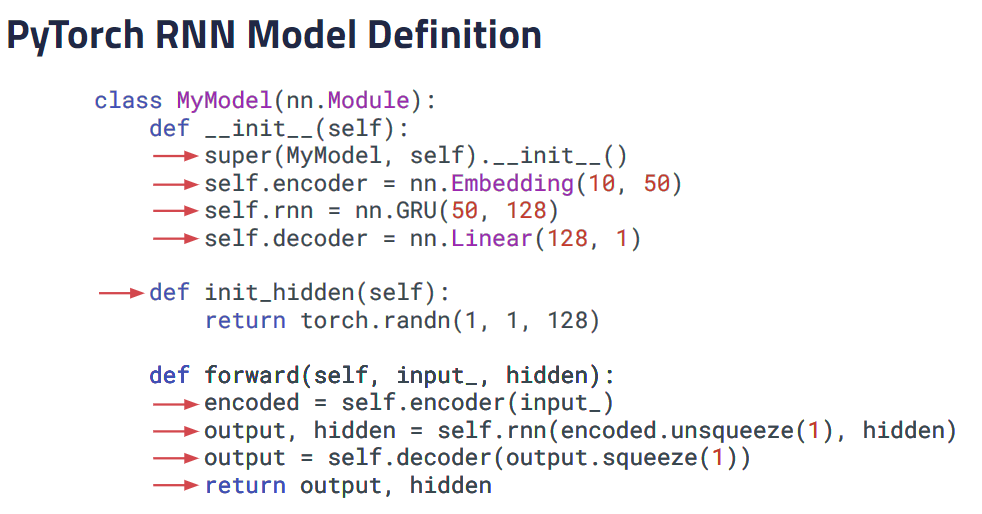 PyTorch RNN Model Definition
class MyModel(nn.Module):
def __init__(self):
super(MyModel, self).__init__()
self.encoder = nn.Embedding(10, 50)
self.rnn = nn.GRU(50, 128)
self.decoder = nn.Linear(128, 1)
def init_hidden(self):
return torch.randn(1, 1, 128)
def forward(self, input_, hidden):
encoded = self.encoder(input_)
output, hidden = self.rnn(encoded.unsqueeze(1), hidden)
output = self.decoder(output.squeeze(1))
return output, hidden